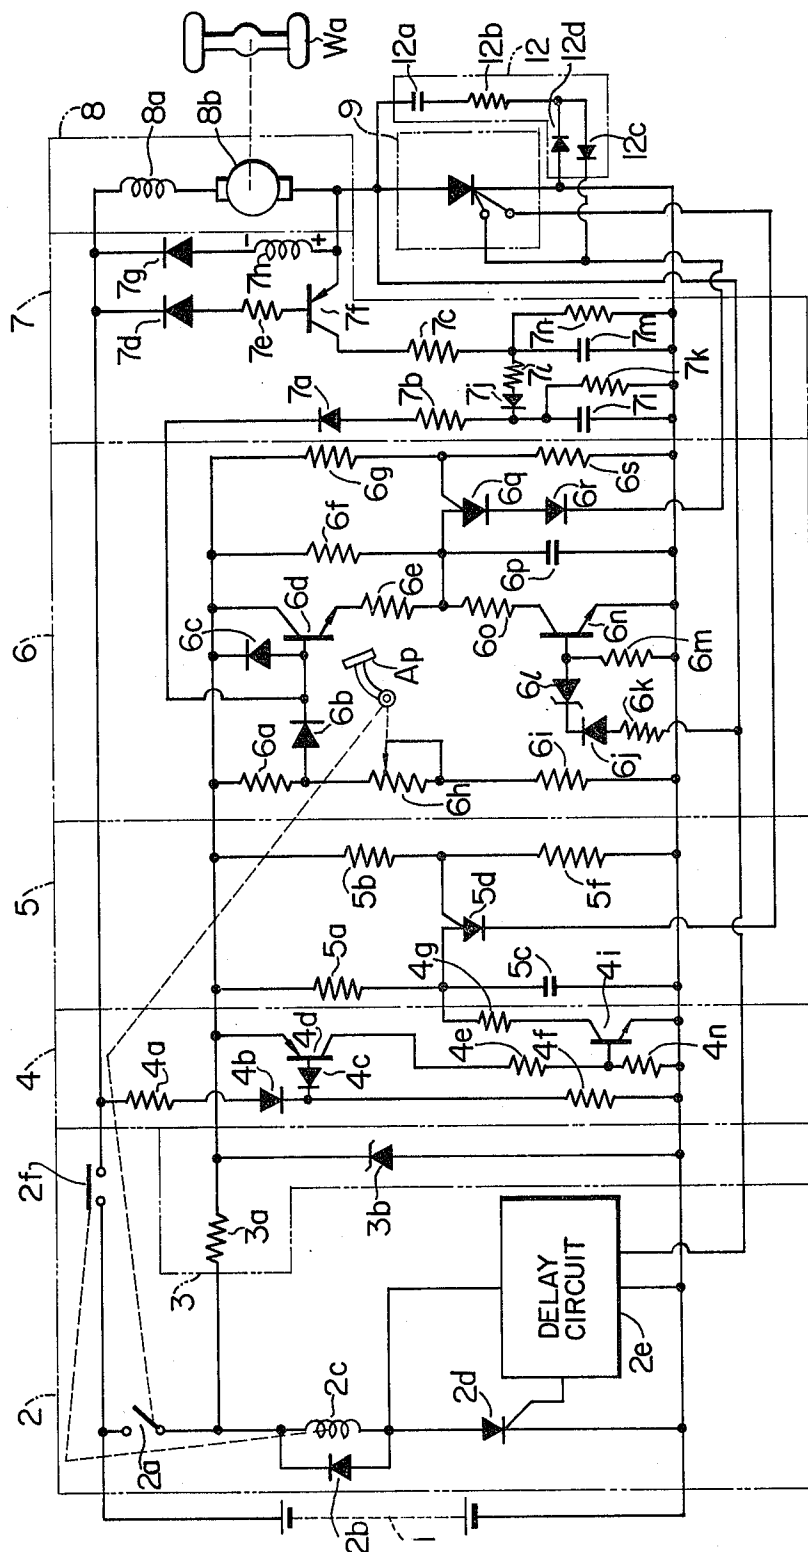 2
2f
2a
2b
2c
2d
DELAY
CIRCUIT
2e
1
3
3a
3b
4
4a
4b
4d
4c
4e
4f
4g
4i
4n
5
5a
5b
5c
5d
5f
6
6a
6b
6c
6d
6e
6f
6g
6h
Ap
6i
6j
6k
6l
6m
6n
6o
6p
6q
6r
6s
7
7a
7b
7c
7d
7e
7f
7g
7h
-
+
7i
7j
7k
7l
7m
7n
8
8a
8b
Wa
9
12
12a
12b
12c
12d